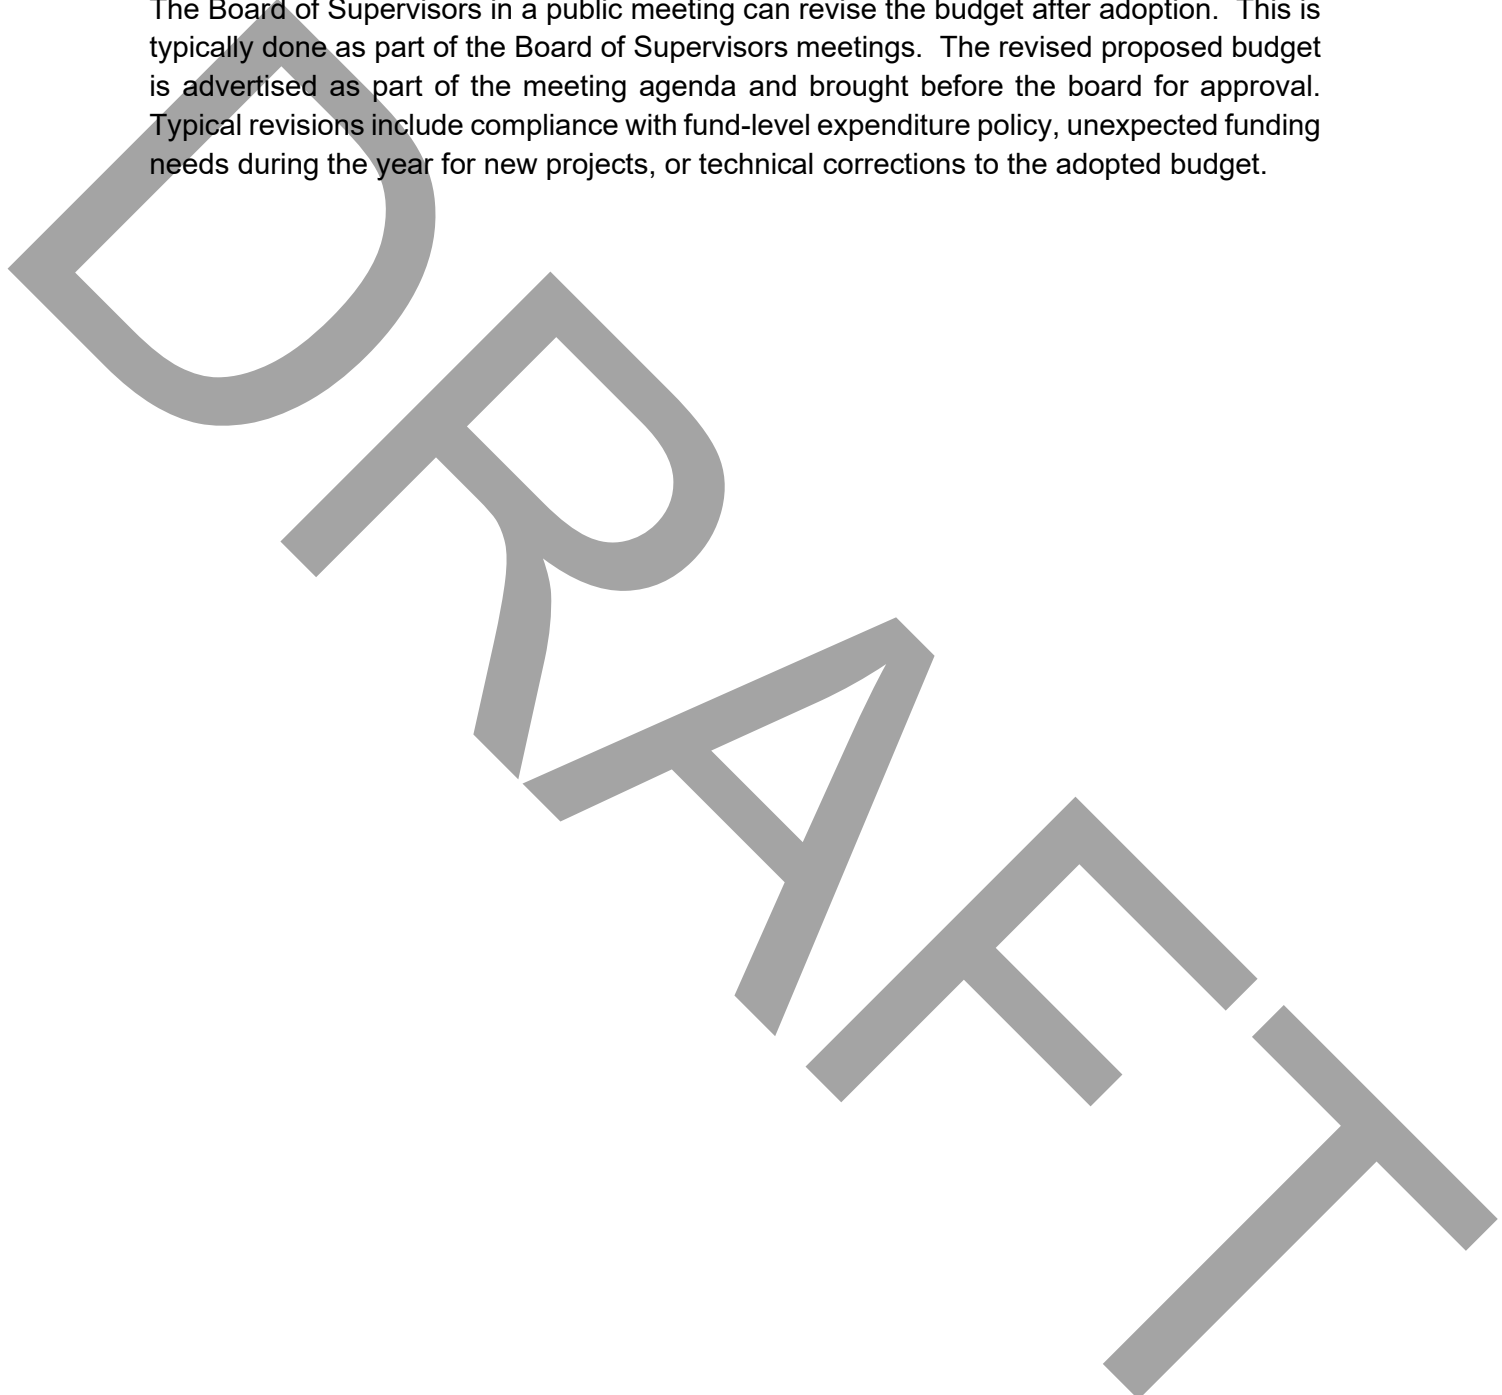 The Board of Supervisors in a public meeting can revise the budget after adoption. This is
typically done as part of the Board of Supervisors meetings. The revised proposed budget
is advertised as part of the meeting agenda and brought before the board for approval.
Typical revisions include compliance with fund-level expenditure policy, unexpected funding
needs during the year for new projects, or technical corrections to the adopted budget.
DRAFT